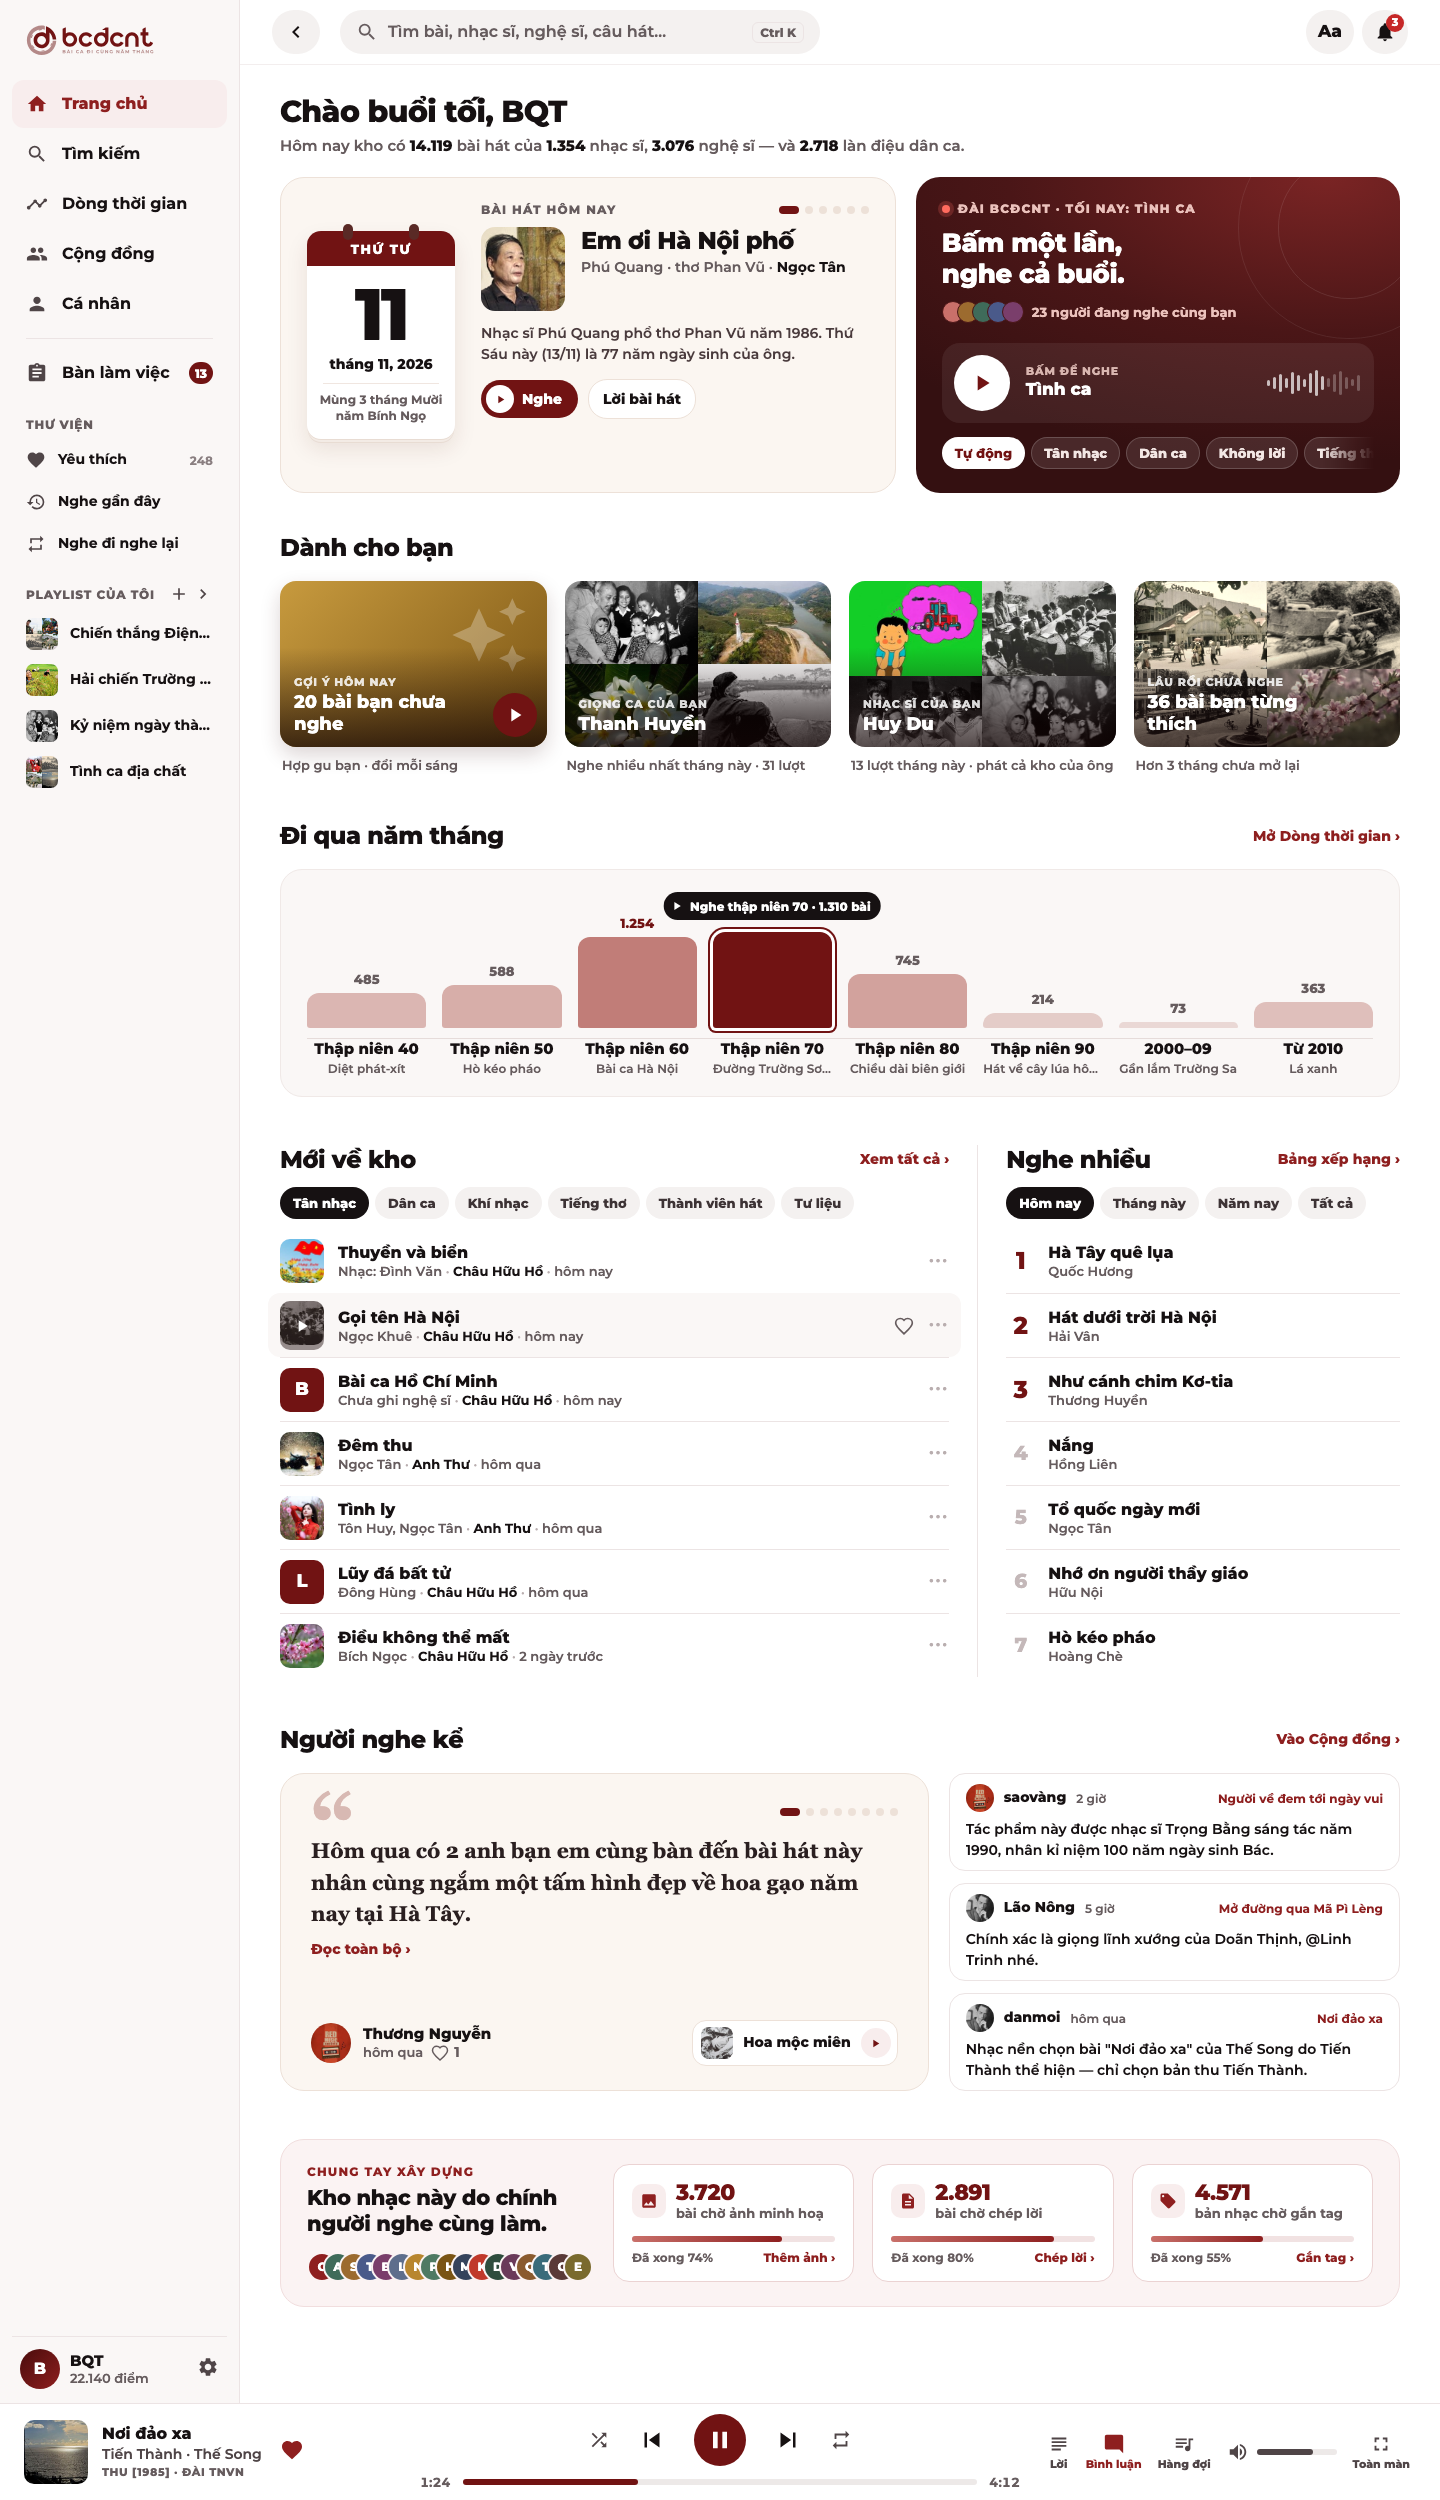 bcdcnt
BÀI CA ĐI CÙNG NĂM THÁNG
Trang chủ
Tìm kiếm
Dòng thời gian
Cộng đồng
Cá nhân
Bàn làm việc 13
THƯ VIỆN
Yêu thích 248
Nghe gần đây
Nghe đi nghe lại
PLAYLIST CỦA TÔI
Chiến thắng Điện...
Hải chiến Trường ...
Kỷ niệm ngày thà...
Tình ca địa chất
BQT
22.140 điểm
Tìm bài, nhạc sĩ, nghệ sĩ, câu hát... Ctrl K
Aa
3
Chào buổi tối, BQT
Hôm nay kho có 14.119 bài hát của 1.354 nhạc sĩ, 3.076 nghệ sĩ — và 2.718 làn điệu dân ca.
THỨ TƯ
11
tháng 11, 2026
Mùng 3 tháng Mười
năm Bính Ngọ
BÀI HÁT HÔM NAY
Em ơi Hà Nội phố
Phú Quang · thơ Phan Vũ · Ngọc Tân
Nhạc sĩ Phú Quang phổ thơ Phan Vũ năm 1986. Thứ
Sáu này (13/11) là 77 năm ngày sinh của ông.
Nghe
Lời bài hát
ĐÀI BCĐCNT · TỐI NAY: TÌNH CA
Bấm một lần,
nghe cả buổi.
23 người đang nghe cùng bạn
BẤM ĐỂ NGHE
Tình ca
Tự động
Tân nhạc
Dân ca
Không lời
Tiếng th
Dành cho bạn
GỢI Ý HÔM NAY
20 bài bạn chưa
nghe
Hợp gu bạn · đổi mỗi sáng
GIỌNG CA CỦA BẠN
Thanh Huyền
Nghe nhiều nhất tháng này · 31 lượt
NHẠC SĨ CỦA BẠN
Huy Du
13 lượt tháng này · phát cả kho của ông
CHỢ ĐỒNG XUÂN
LÂU RỒI CHƯA NGHE
36 bài bạn từng
thích
Hơn 3 tháng chưa mở lại
Đi qua năm tháng
Mở Dòng thời gian ›
485
588
1.254
Nghe thập niên 70 · 1.310 bài
745
214
73
363
Thập niên 40
Thập niên 50
Thập niên 60
Thập niên 70
Thập niên 80
Thập niên 90
2000–09
Từ 2010
Diệt phát-xít
Hò kéo pháo
Bài ca Hà Nội
Đường Trường Sơ...
Chiều dài biên giới
Hát về cây lúa hô...
Gần lắm Trường Sa
Lá xanh
Mới về kho
Xem tất cả ›
Tân nhạc
Dân ca
Khí nhạc
Tiếng thơ
Thành viên hát
Tư liệu
Thuyền và biển
Nhạc: Đình Văn · Châu Hữu Hồ · hôm nay
Gọi tên Hà Nội
Ngọc Khuê · Châu Hữu Hồ · hôm nay
B
Bài ca Hồ Chí Minh
Chưa ghi nghệ sĩ · Châu Hữu Hồ · hôm nay
Đêm thu
Ngọc Tân · Anh Thư · hôm qua
Tình ly
Tôn Huy, Ngọc Tân · Anh Thư · hôm qua
L
Lũy đá bất tử
Đông Hùng · Châu Hữu Hồ · hôm qua
Điều không thể mất
Bích Ngọc · Châu Hữu Hồ · 2 ngày trước
Nghe nhiều
Bảng xếp hạng ›
Hôm nay
Tháng này
Năm nay
Tất cả
1 Hà Tây quê lụa
Quốc Hương
2 Hát dưới trời Hà Nội
Hải Vân
3 Như cánh chim Kơ-tia
Thương Huyền
4 Nắng
Hồng Liên
5 Tổ quốc ngày mới
Ngọc Tân
6 Nhớ ơn người thầy giáo
Hữu Nội
7 Hò kéo pháo
Hoàng Chè
Người nghe kể
Vào Cộng đồng ›
“
Hôm qua có 2 anh bạn em cùng bàn đến bài hát này
nhân cùng ngắm một tấm hình đẹp về hoa gạo năm
nay tại Hà Tây.
Đọc toàn bộ ›
Thương Nguyễn
hôm qua 1
Hoa mộc miên
saovàng 2 giờ Người về đem tới ngày vui
Tác phẩm này được nhạc sĩ Trọng Bằng sáng tác năm
1990, nhân kỉ niệm 100 năm ngày sinh Bác.
Lão Nông 5 giờ Mở đường qua Mã Pì Lèng
Chính xác là giọng lĩnh xướng của Doãn Thịnh, @Linh
Trinh nhé.
danmoi hôm qua Nơi đảo xa
Nhạc nền chọn bài "Nơi đảo xa" của Thế Song do Tiến
Thành thể hiện — chỉ chọn bản thu Tiến Thành.
CHUNG TAY XÂY DỰNG
Kho nhạc này do chính
người nghe cùng làm.
E
3.720
bài chờ ảnh minh hoạ
Đã xong 74% Thêm ảnh ›
2.891
bài chờ chép lời
Đã xong 80% Chép lời ›
4.571
bản nhạc chờ gắn tag
Đã xong 55% Gắn tag ›
Nơi đảo xa
Tiến Thành · Thế Song
THU [1985] · ĐÀI TNVN
1:24
4:12
Lời
Bình luận
Hàng đợi
Toàn màn